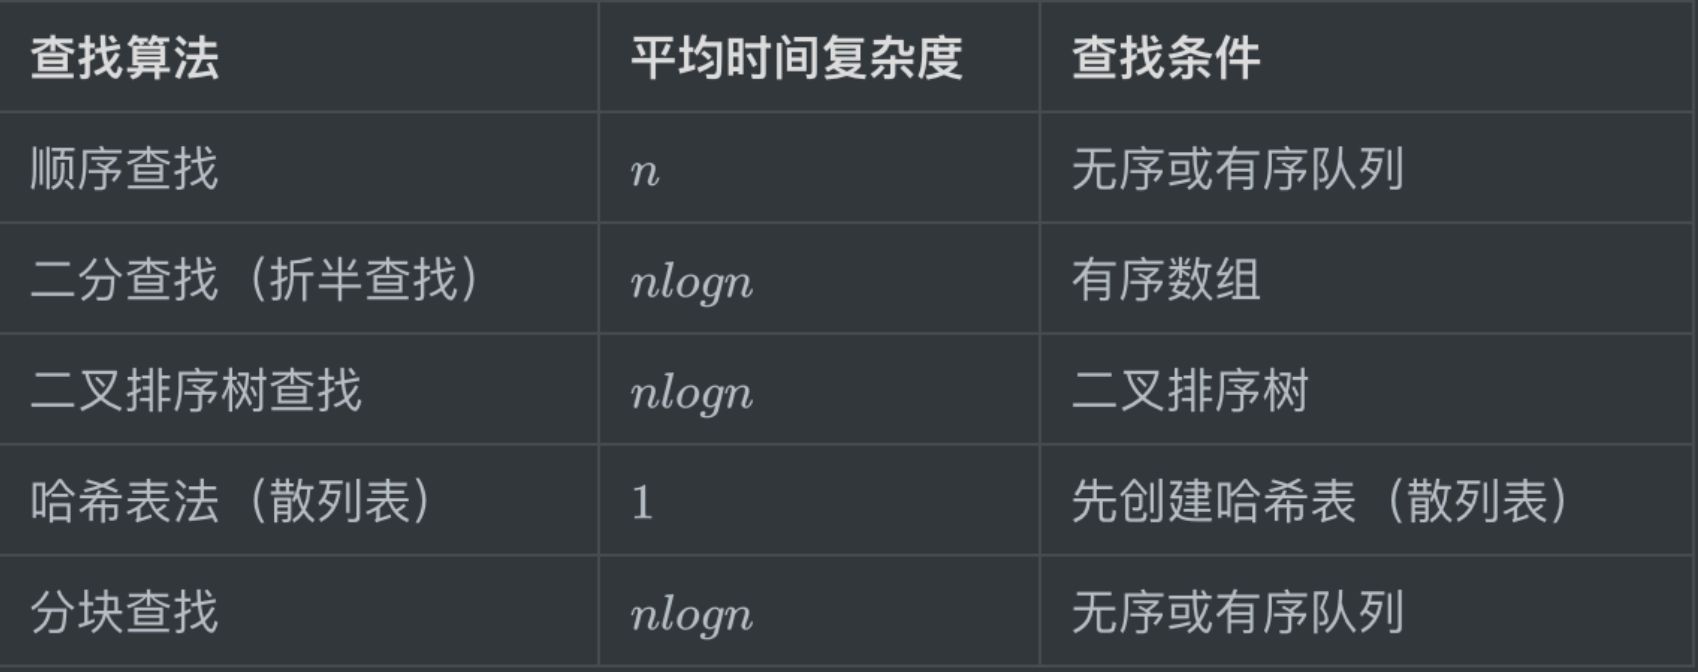 查找算法 平均时间复杂度 查找条件
顺序查找 n 无序或有序队列
二分查找（折半查找） nlogn 有序数组
二叉排序树查找 nlogn 二叉排序树
哈希表法（散列表） 1 先创建哈希表（散列表）
分块查找 nlogn 无序或有序队列